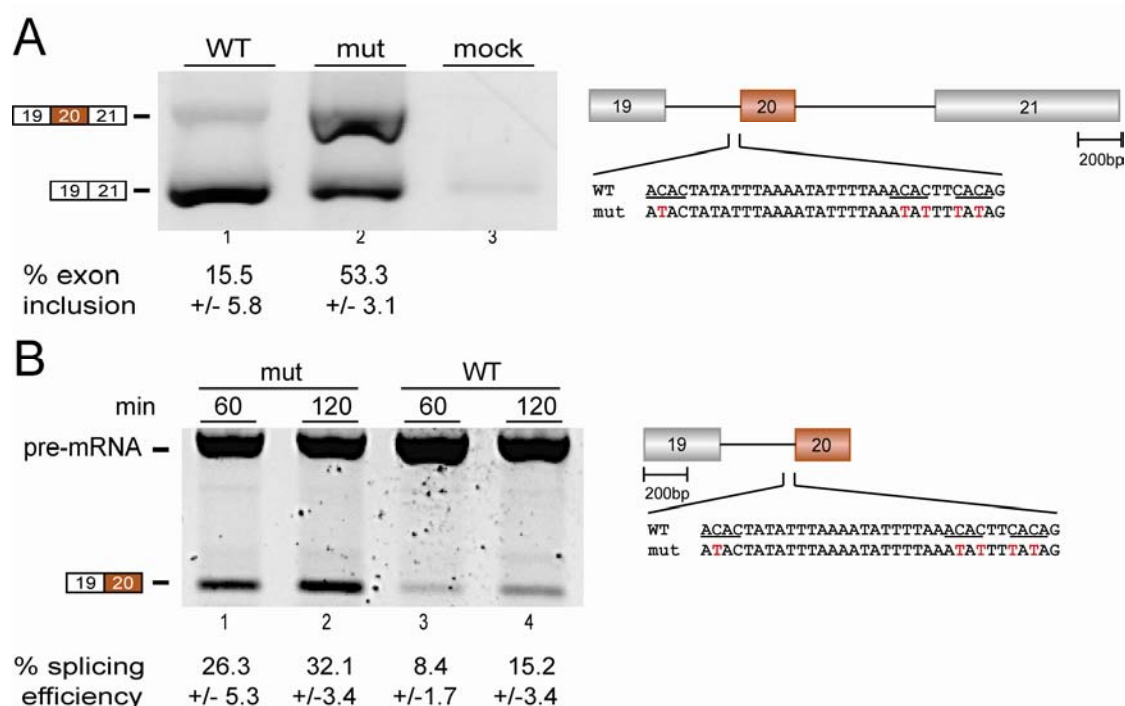 A
WT mut mock
19 20 21
19 21
1 2 3
% exon inclusion
15.5 +/- 5.8
53.3 +/- 3.1
19 20 21
200bp
WT ACACTATATTTAAAATATTTTAAACACTTCACAG
mut ATACTATATTTAAAATATTTTAAATATTTTATAG
B
mut WT
min 60 120 60 120
pre-mRNA
19 20
1 2 3 4
% splicing efficiency
26.3 +/- 5.3
32.1 +/-3.4
8.4 +/-1.7
15.2 +/-3.4
19 20
200bp
WT ACACTATATTTAAAATATTTTAAACACTTCACAG
mut ATACTATATTTAAAATATTTTAAATATTTTATAG